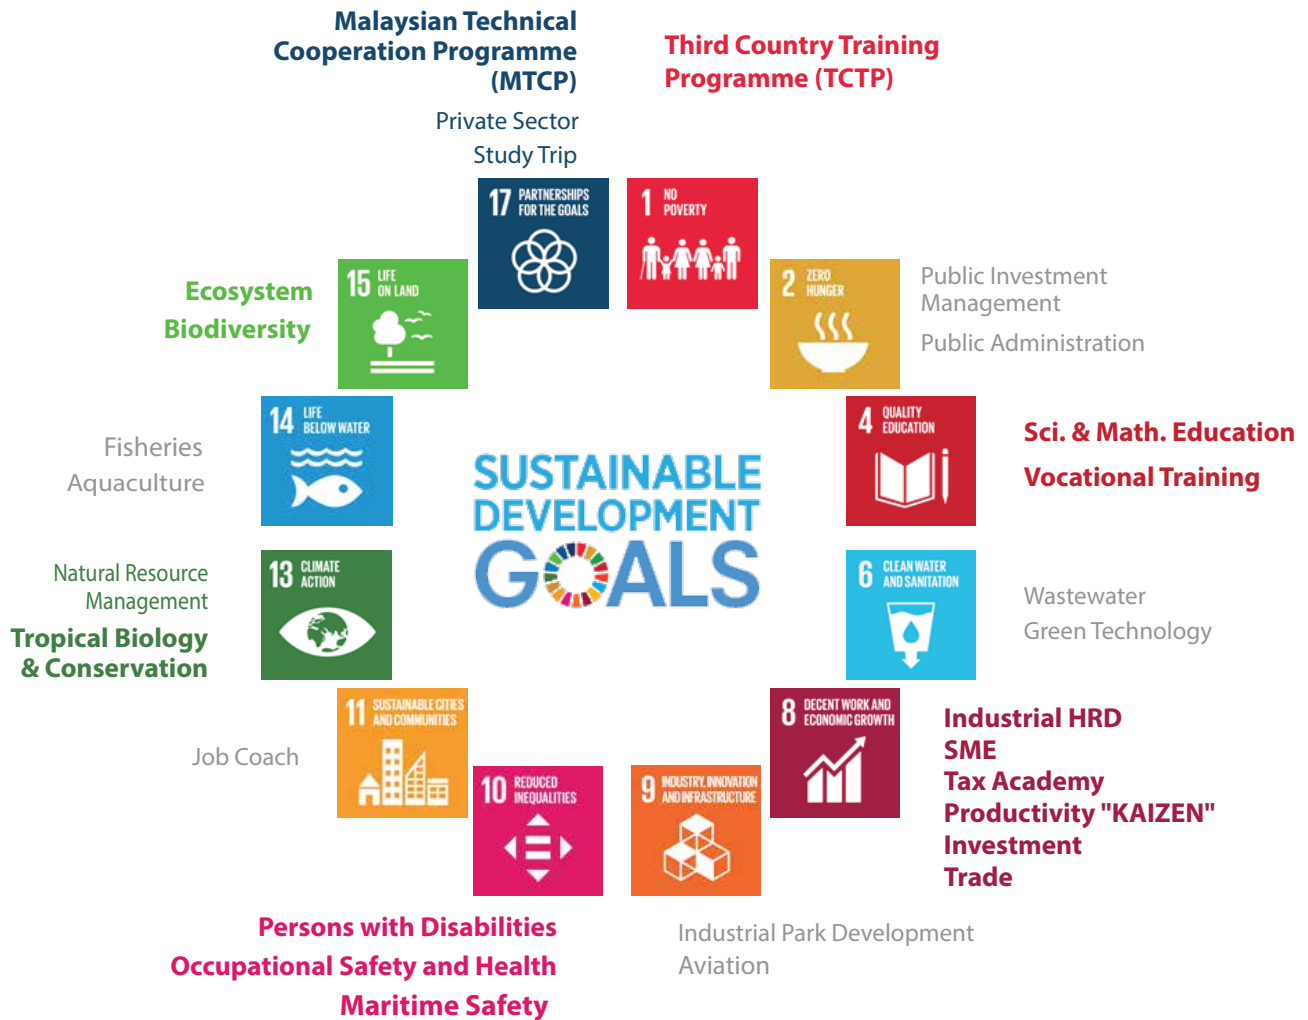 Malaysian Technical
Cooperation Programme
(MTCP)
Private Sector
Study Trip
Third Country Training
Programme (TCTP)
17 PARTNERSHIPS
FOR THE GOALS
1 NO
POVERTY
Ecosystem
Biodiversity
15 LIFE
ON LAND
2 ZERO
HUNGER
Public Investment
Management
Public Administration
Fisheries
Aquaculture
14 LIFE
BELOW WATER
SUSTAINABLE
DEVELOPMENT
GOALS
4 QUALITY
EDUCATION
Sci. & Math. Education
Vocational Training
Natural Resource
Management
Tropical Biology
& Conservation
13 CLIMATE
ACTION
6 CLEAN WATER
AND SANITATION
Wastewater
Green Technology
Job Coach
11 SUSTAINABLE CITIES
AND COMMUNITIES
10 REDUCED
INEQUALITIES
9 INDUSTRY, INNOVATION
AND INFRASTRUCTURE
8 DECENT WORK AND
ECONOMIC GROWTH
Industrial HRD
SME
Tax Academy
Productivity "KAIZEN"
Investment
Trade
Persons with Disabilities
Occupational Safety and Health
Maritime Safety
Industrial Park Development
Aviation